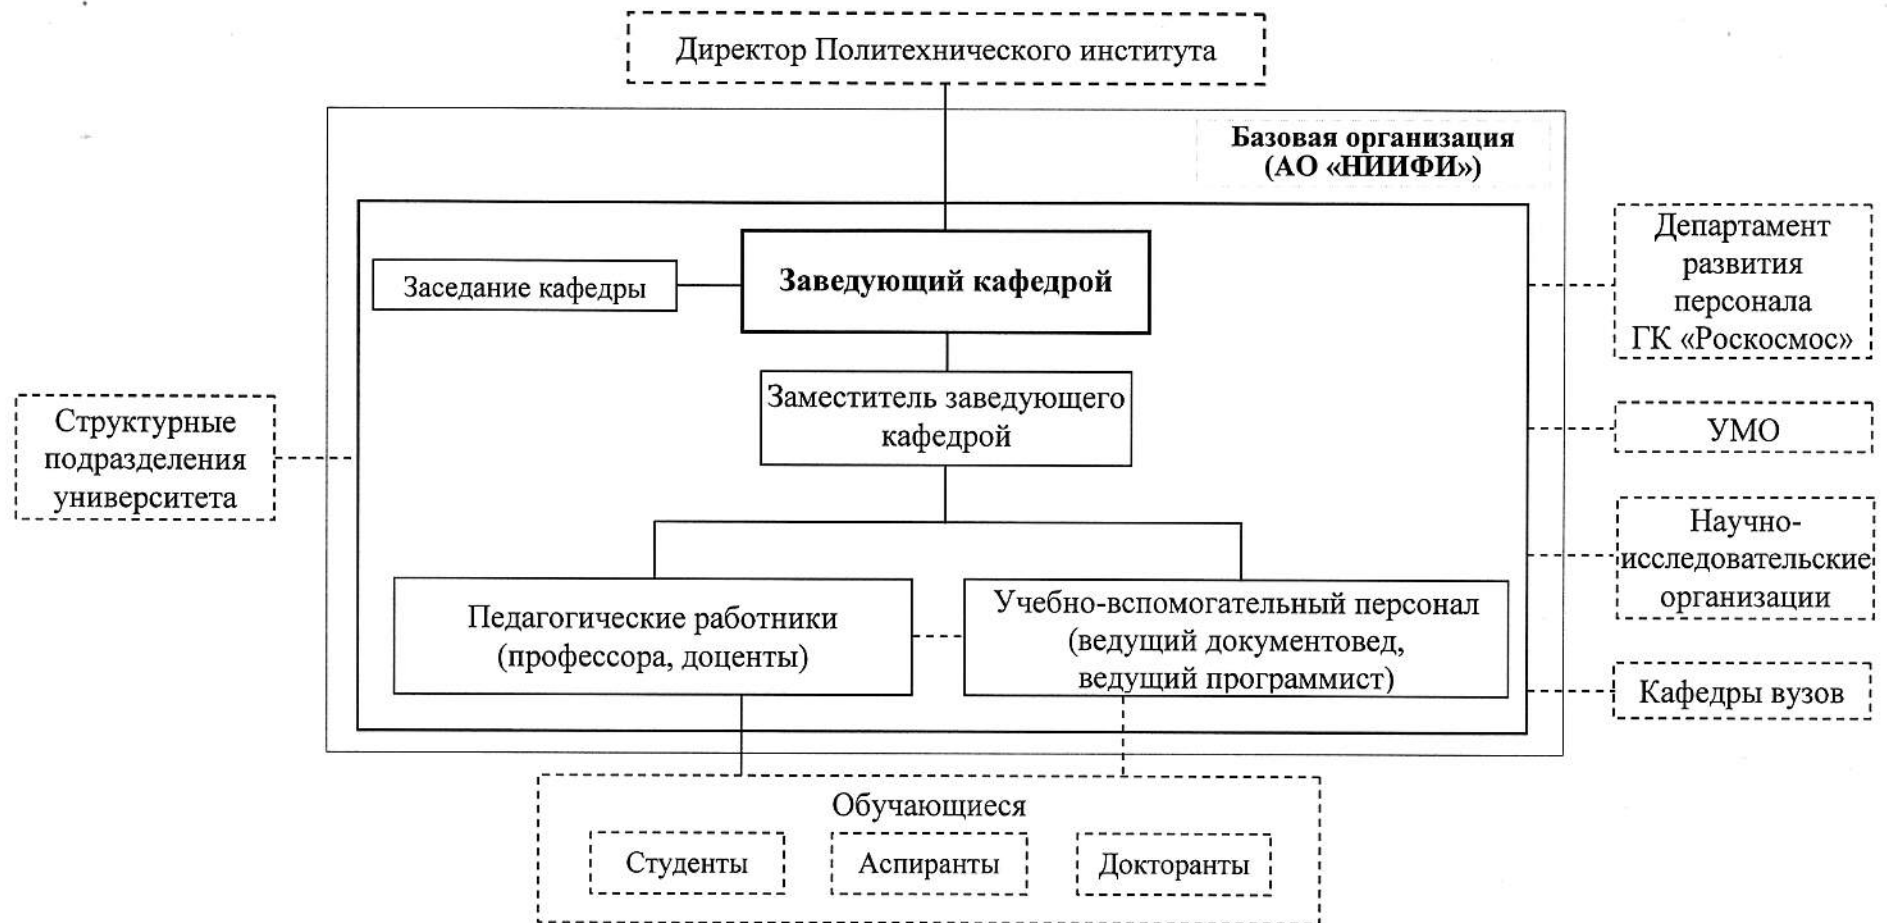 Директор Политехнического института
Базовая организация
(АО «НИИФИ»)
Заведующий кафедрой
Заседание кафедры
Заместитель заведующего
кафедрой
Структурные
подразделения
университета
Департамент
развития
персонала
ГК «Роскосмос»
УМО
Научно-
исследовательские
организации
Кафедры вузов
Педагогические работники
(профессора, доценты)
Учебно-вспомогательный персонал
(ведущий документовед,
ведущий программист)
Обучающиеся
Студенты
Аспиранты
Докторанты